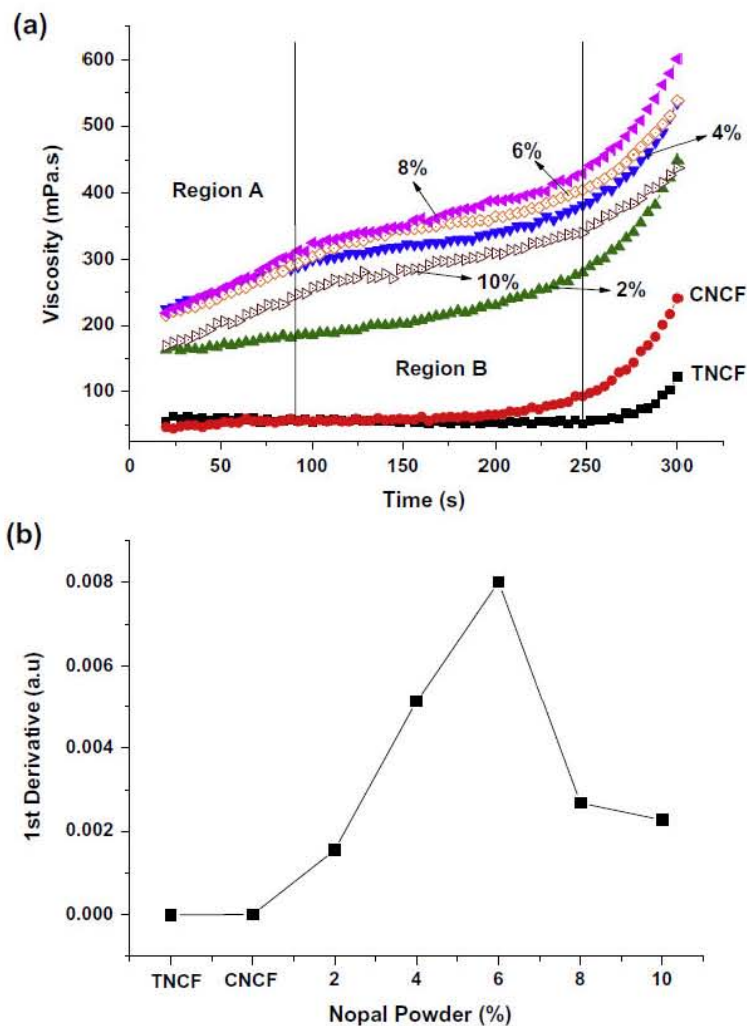 (a)
600
500
400
300
200
100
Viscosity (mPa.s)
Region A
8%
6%
4%
10%
2%
Region B
CNCF
TNCF
0 50 100 150 200 250 300
Time (s)
(b)
0.008
0.006
0.004
0.002
0.000
1st Derivative (a.u)
TNCF CNCF 2 4 6 8 10
Nopal Powder (%)